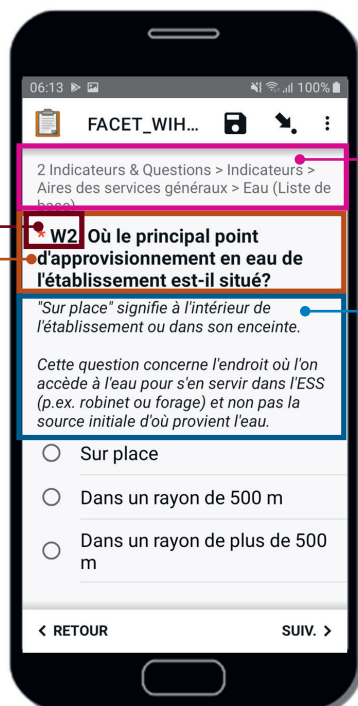 06:13 100%
FACET_WIH...
2 Indicateurs & Questions > Indicateurs >
Aires des services généraux > Eau (Liste de
base)
* W2 Où le principal point
d'approvisionnement en eau de
l'établissement est-il situé?
"Sur place" signifie à l'intérieur de
l'établissement ou dans son enceinte.
Cette question concerne l'endroit où l'on
accède à l'eau pour s'en servir dans l'ESS
(p.ex. robinet ou forage) et non pas la
source initiale d'où provient l'eau.
Sur place
Dans un rayon de 500 m
Dans un rayon de plus de 500
m
< RETOUR SUIV. >